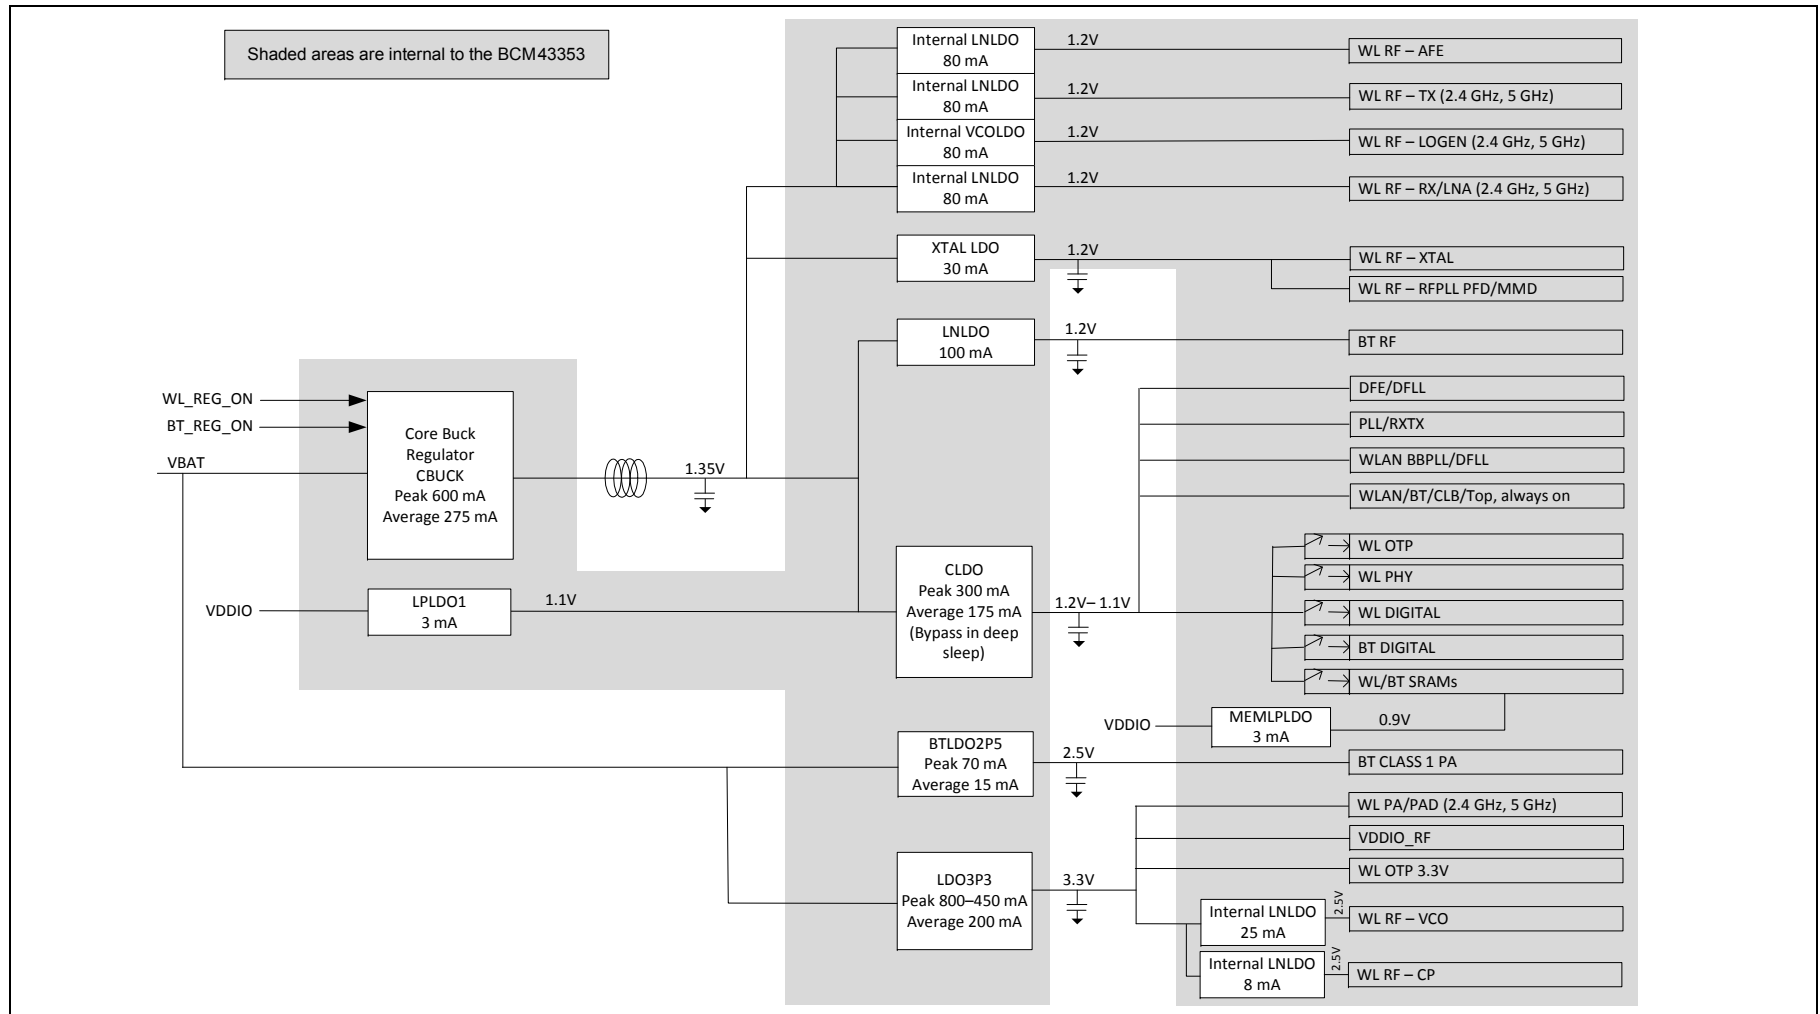 Shaded areas are internal to the BCM43353
Internal LNLDO
80 mA
1.2V
WL RF – AFE
Internal LNLDO
80 mA
1.2V
WL RF – TX (2.4 GHz, 5 GHz)
Internal VCOLDO
80 mA
1.2V
WL RF – LOGEN (2.4 GHz, 5 GHz)
Internal LNLDO
80 mA
1.2V
WL RF – RX/LNA (2.4 GHz, 5 GHz)
XTAL LDO
30 mA
1.2V
WL RF – XTAL
WL RF – RFPLL PFD/MMD
LNLDO
100 mA
1.2V
BT RF
WL_REG_ON
BT_REG_ON
VBAT
Core Buck
Regulator
CBUCK
Peak 600 mA
Average 275 mA
1.35V
DFE/DFLL
PLL/RXTX
WLAN BBPLL/DFLL
WLAN/BT/CLB/Top, always on
VDDIO
LPLDO1
3 mA
1.1V
CLDO
Peak 300 mA
Average 175 mA
(Bypass in deep
sleep)
1.2V– 1.1V
WL OTP
WL PHY
WL DIGITAL
BT DIGITAL
WL/BT SRAMs
VDDIO
MEMLPLDO
3 mA
0.9V
BTLDO2P5
Peak 70 mA
Average 15 mA
2.5V
BT CLASS 1 PA
LDO3P3
Peak 800–450 mA
Average 200 mA
3.3V
WL PA/PAD (2.4 GHz, 5 GHz)
VDDIO_RF
WL OTP 3.3V
Internal LNLDO
25 mA
2.5V
WL RF – VCO
Internal LNLDO
8 mA
2.5V
WL RF – CP